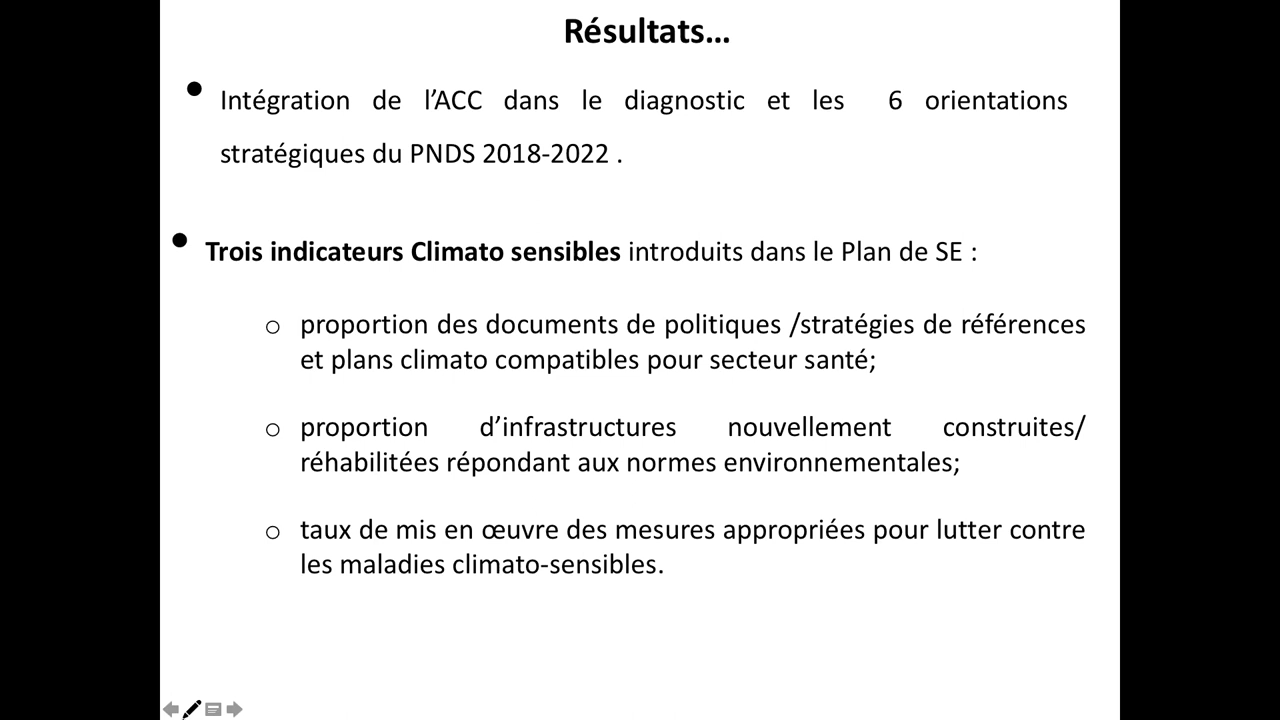 Résultats...
• Intégration de l’ACC dans le diagnostic et les 6 orientations
stratégiques du PNDS 2018-2022 .
• Trois indicateurs Climato sensibles introduits dans le Plan de SE :
o proportion des documents de politiques /stratégies de références
et plans climato compatibles pour secteur santé;
o proportion d’infrastructures nouvellement construites/
réhabilitées répondant aux normes environnementales;
o taux de mis en œuvre des mesures appropriées pour lutter contre
les maladies climato-sensibles.